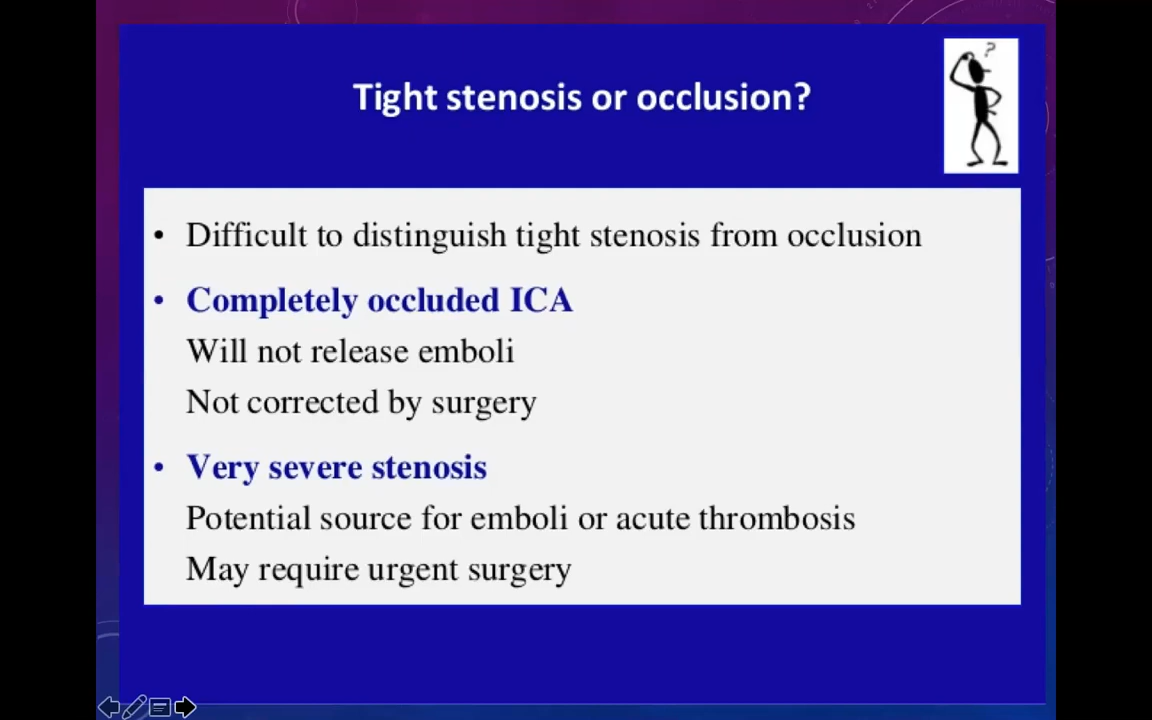 Tight stenosis or occlusion?
?
• Difficult to distinguish tight stenosis from occlusion
• Completely occluded ICA
Will not release emboli
Not corrected by surgery
• Very severe stenosis
Potential source for emboli or acute thrombosis
May require urgent surgery